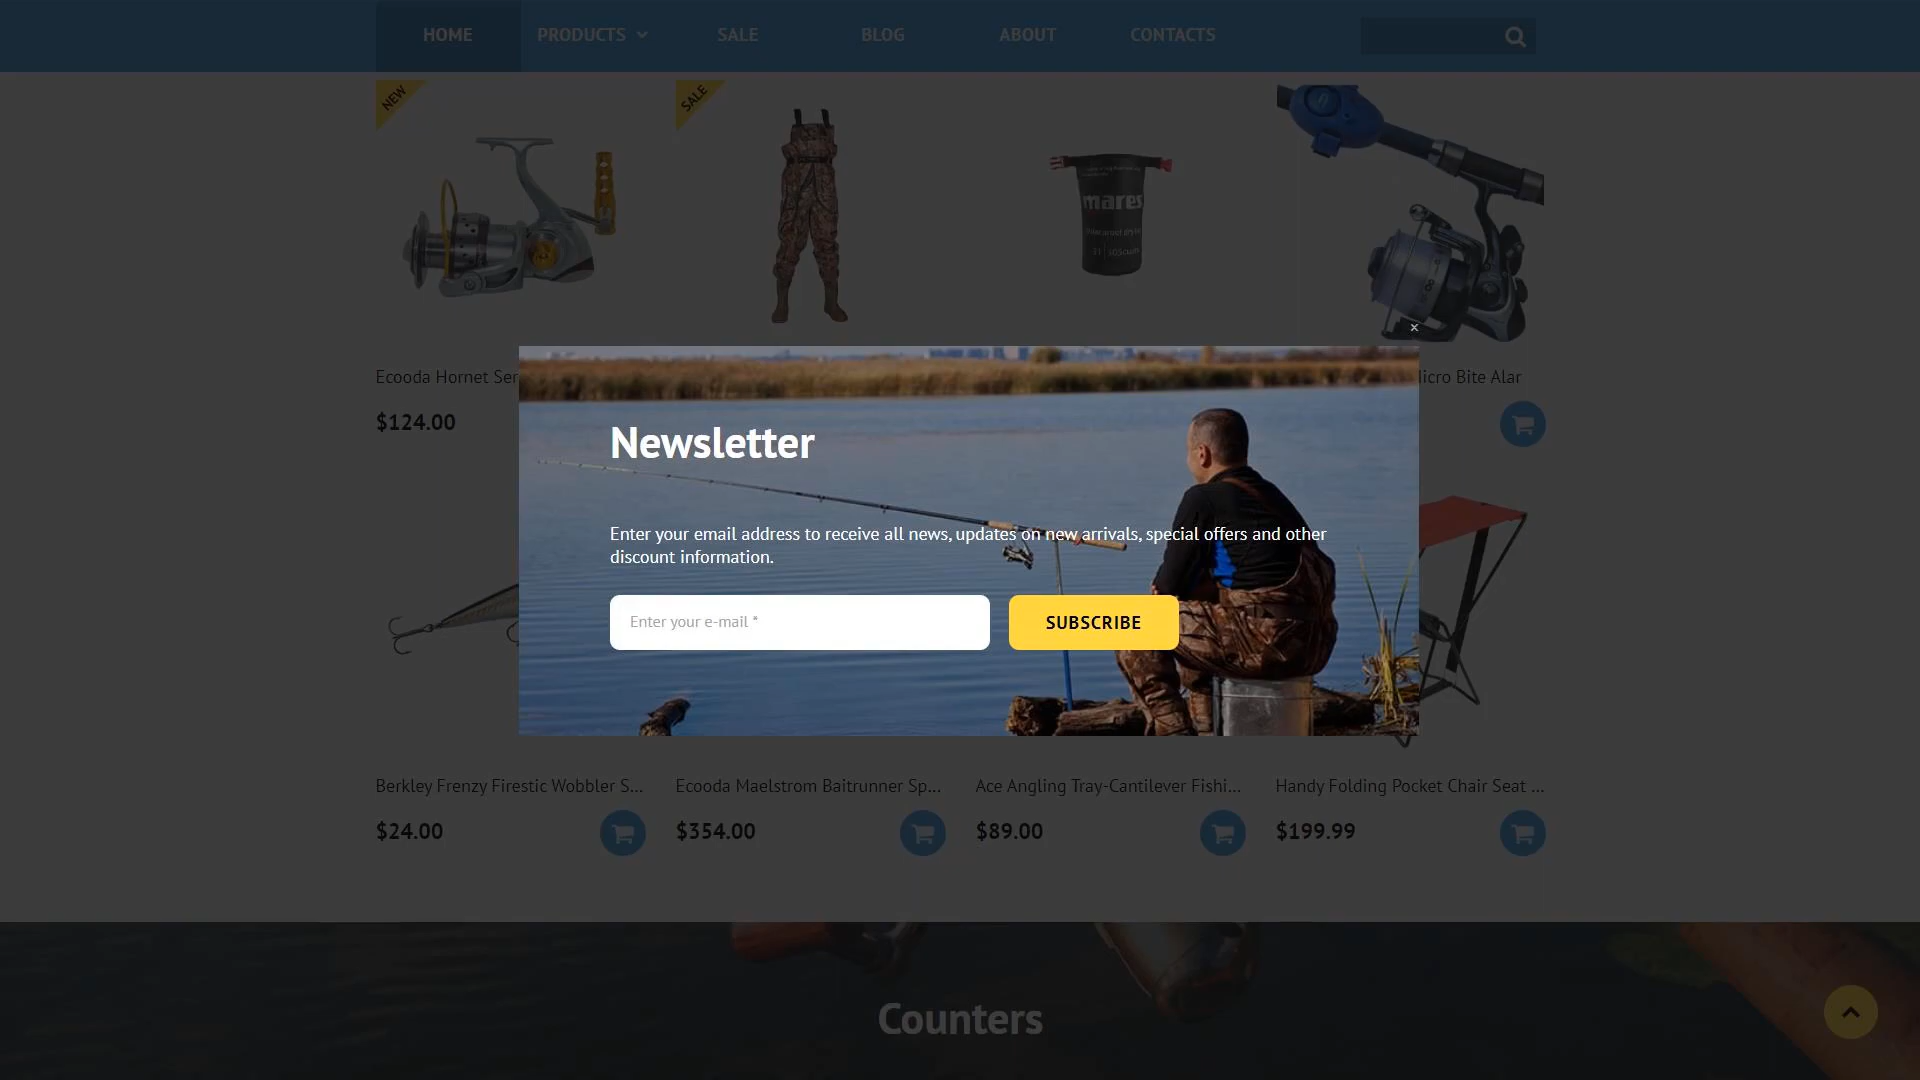 HOME PRODUCTS SALE BLOG ABOUT CONTACTS
NEW
SALE
mares
Ecooda Hornet Ser
icro Bite Alar
$124.00
×
Newsletter
Enter your email address to receive all news, updates on new arrivals, special offers and other
discount information.
Enter your e-mail *
SUBSCRIBE
Berkley Frenzy Firestic Wobbler S...
Ecooda Maelstrom Baitrunner Sp...
Ace Angling Tray-Cantilever Fishi...
Handy Folding Pocket Chair Seat ...
$24.00
$354.00
$89.00
$199.99
Counters